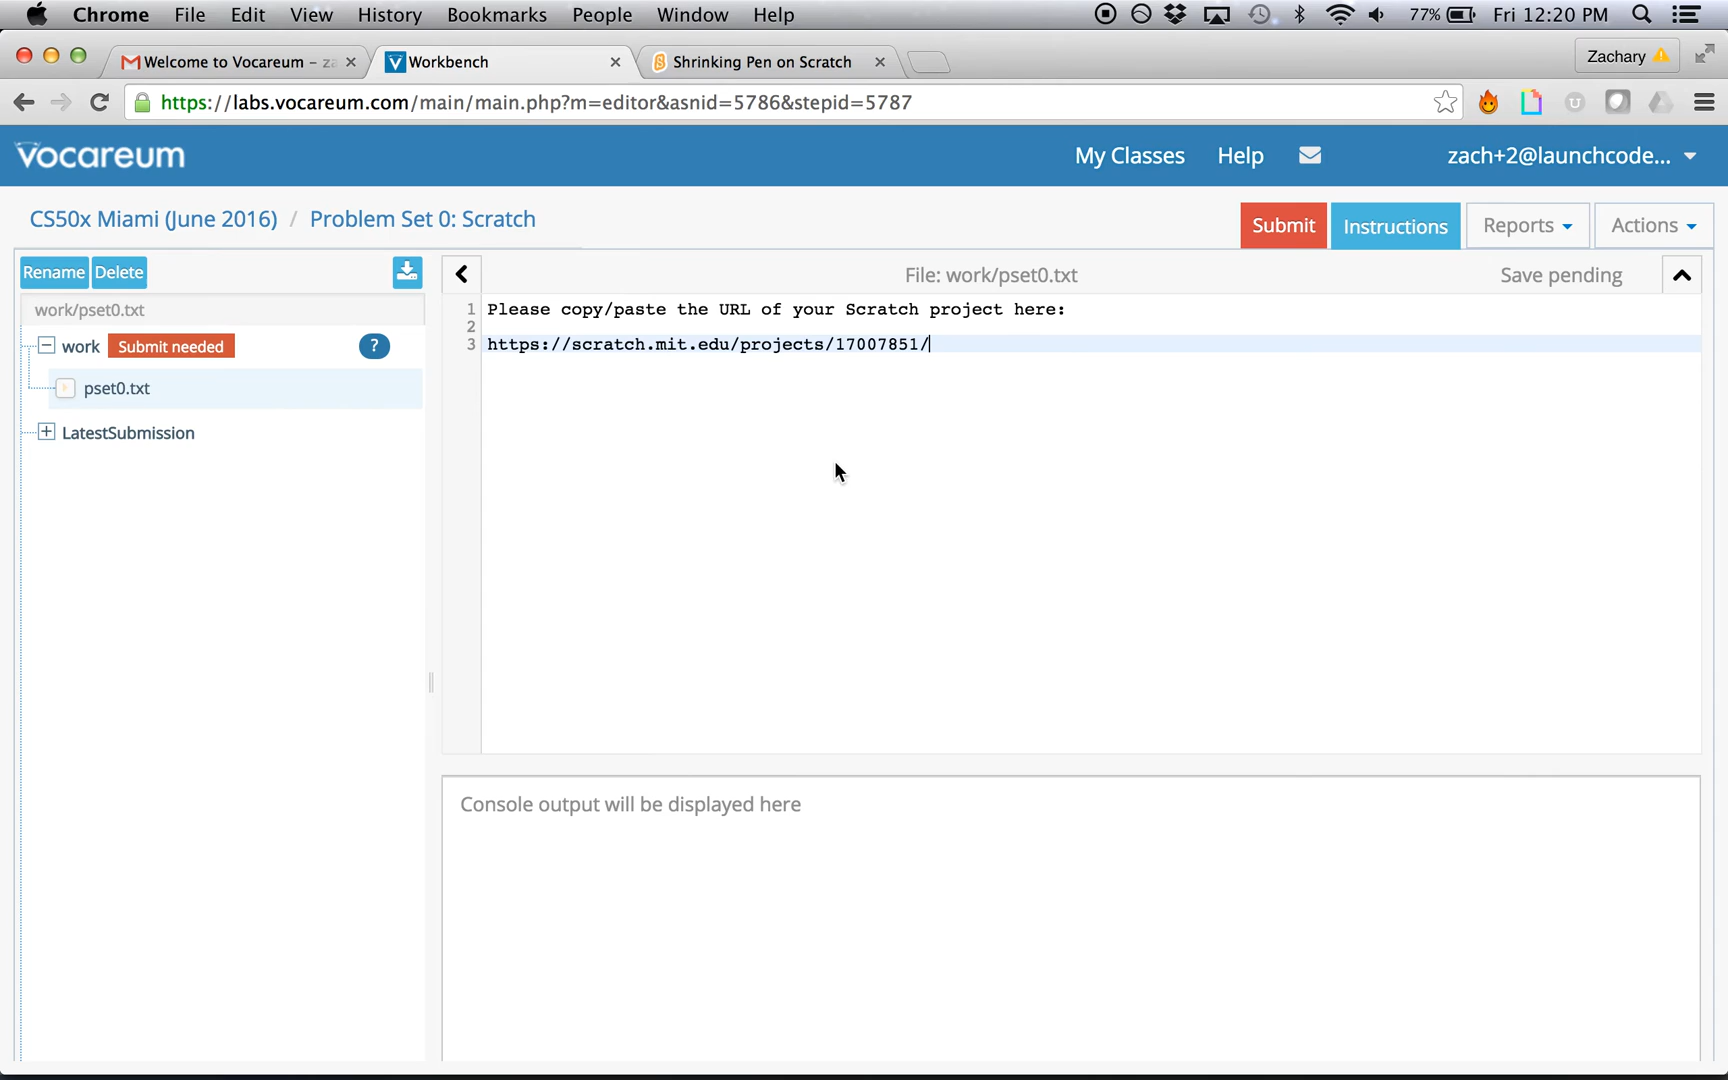 Chrome File Edit View History Bookmarks People Window Help 77% Fri 12:20 PM
Welcome to Vocareum – za Workbench Shrinking Pen on Scratch Zachary
https://labs.vocareum.com/main/main.php?m=editor&asnid=5786&stepid=5787
Vocareum My Classes Help zach+2@launchcode...
CS50x Miami (June 2016) / Problem Set 0: Scratch Submit Instructions Reports Actions
Rename Delete File: work/pset0.txt Save pending
work/pset0.txt
1 Please copy/paste the URL of your Scratch project here:
2
3 https://scratch.mit.edu/projects/17007851/
work Submit needed ?
pset0.txt
LatestSubmission
Console output will be displayed here